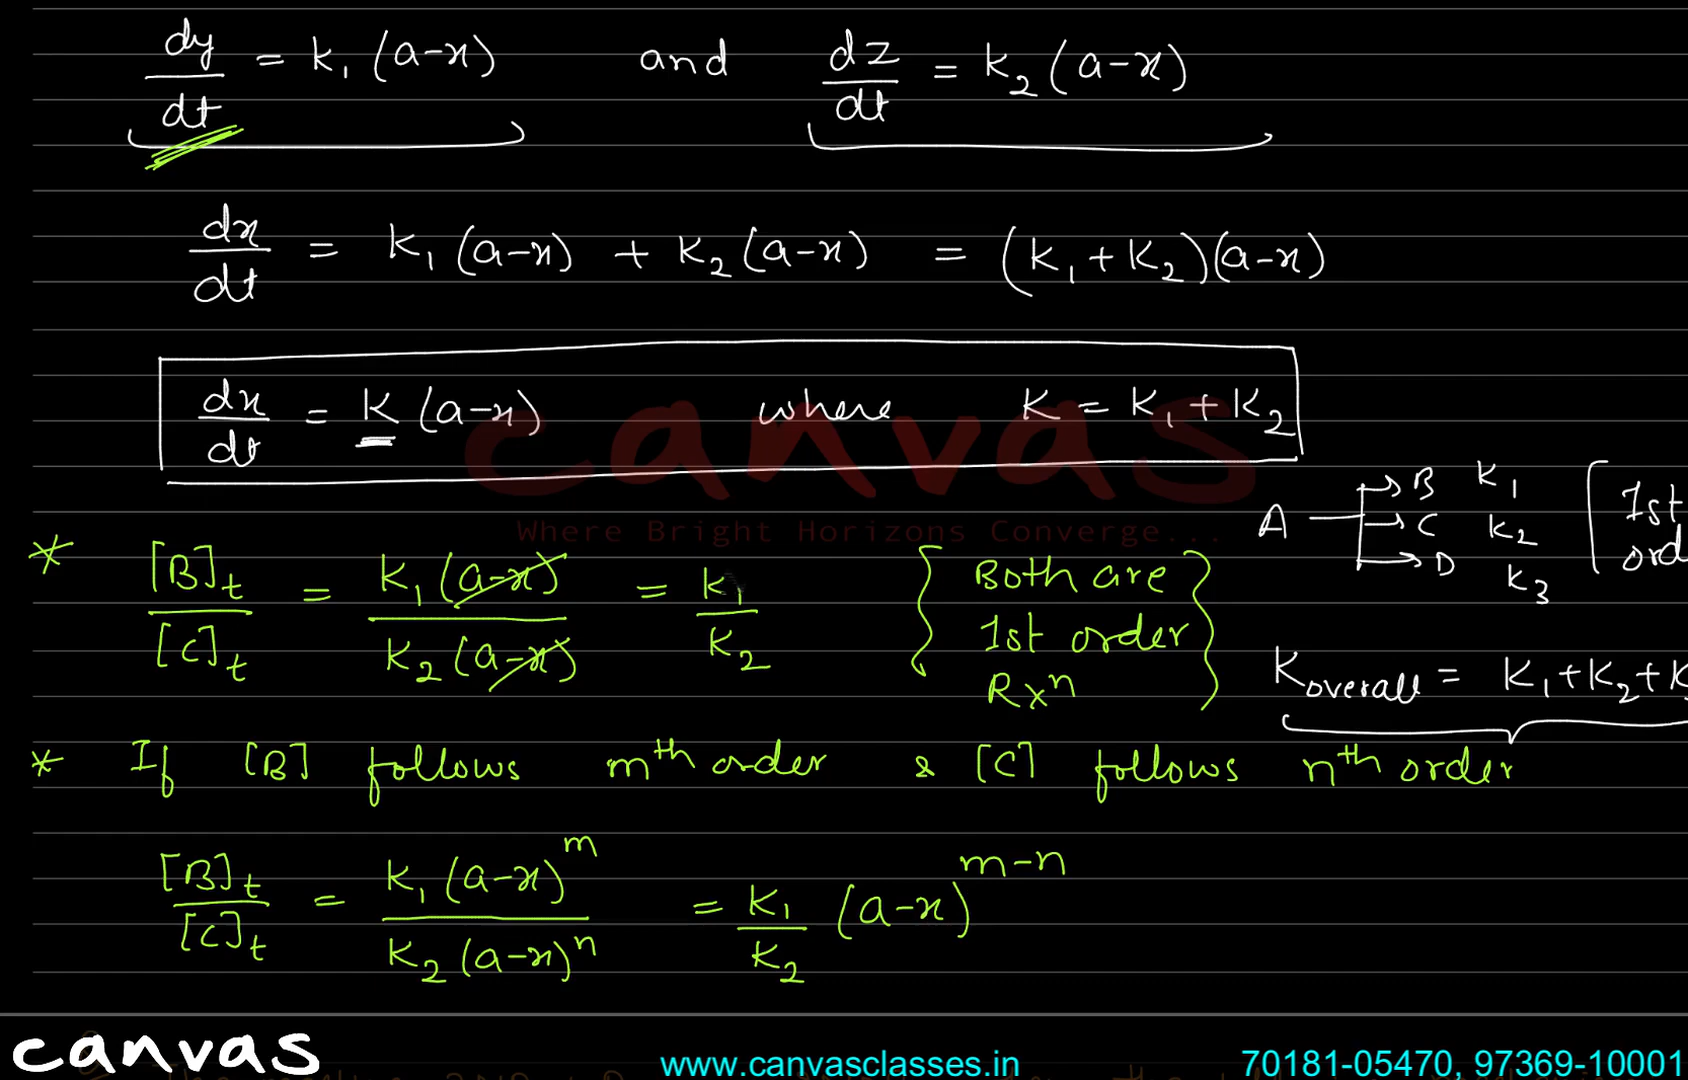 dy/dt = k₁(a-x) and dz/dt = k₂(a-x)
dx/dt = k₁(a-x) + k₂(a-x) = (k₁+k₂)(a-x)
dx/dt = K(a-x) where K = k₁+k₂
canvas
Where Bright Horizons Converge...
A → B k₁
→ C k₂
→ D k₃
[1st
ord
* [B]t/[C]t = k₁(a-x)/k₂(a-x) = k₁/k₂ {Both are
1st order
Rxⁿ}
Koverall = k₁+k₂+k
* If [B] follows mᵗʰ order & [C] follows nᵗʰ order
[B]t/[C]t = k₁(a-x)ᵐ/k₂(a-x)ⁿ = k₁/k₂ (a-x)ᵐ⁻ⁿ
canvas
www.canvasclasses.in
70181-05470, 97369-10001